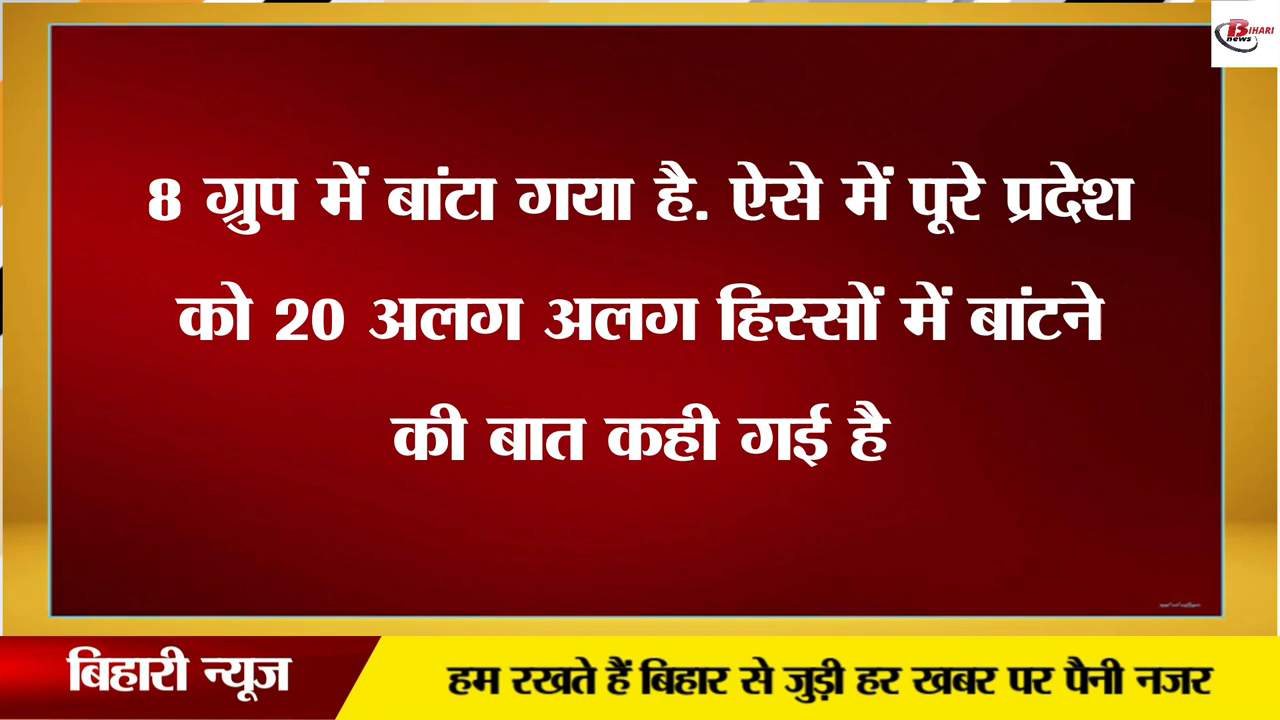 BIHARI
news
8 ग्रुप में बांटा गया है. ऐसे में पूरे प्रदेश
को 20 अलग अलग हिस्सों में बांटने
की बात कही गई है
बिहारी न्यूज
हम रखते हैं बिहार से जुड़ी हर खबर पर पैनी नजर